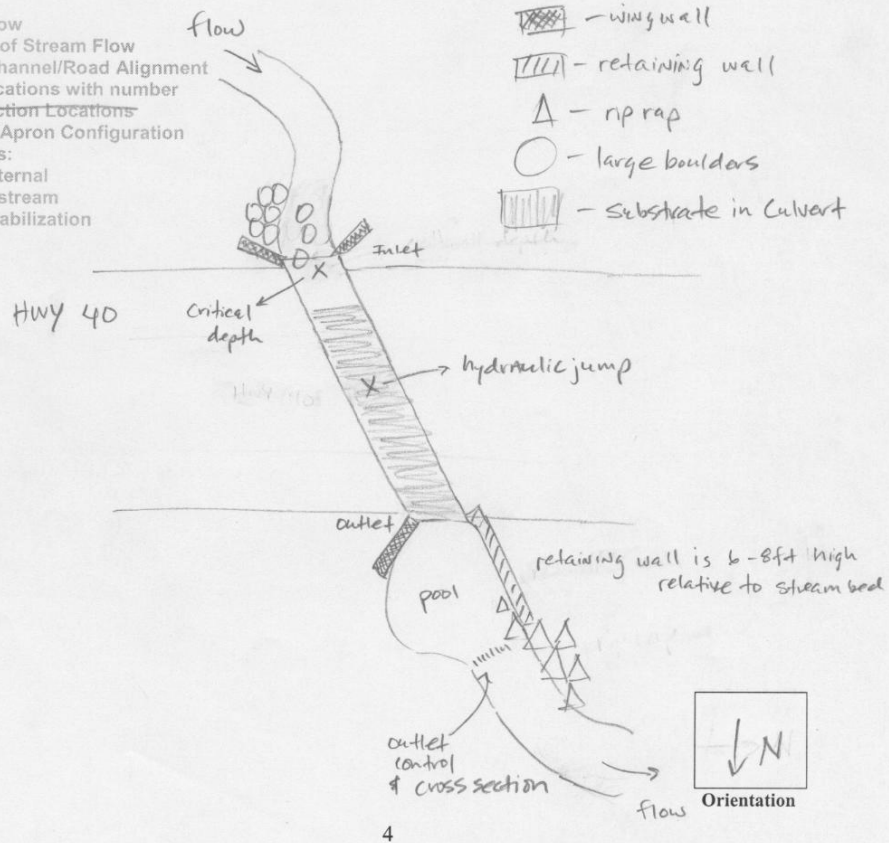 ow
of Stream Flow
hannel/Road Alignment
cations with number
ction Locations
Apron Configuration
s:
ternal
stream
abilization
flow
- wingwall
- retaining wall
- rip rap
- large boulders
- Substrate in Culvert
Inlet
HWY 40
Critical
depth
X
X
hydraulic jump
outlet
retaining wall is 6-8ft high
relative to stream bed
pool
outlet
control
& cross section
flow
N
Orientation
4